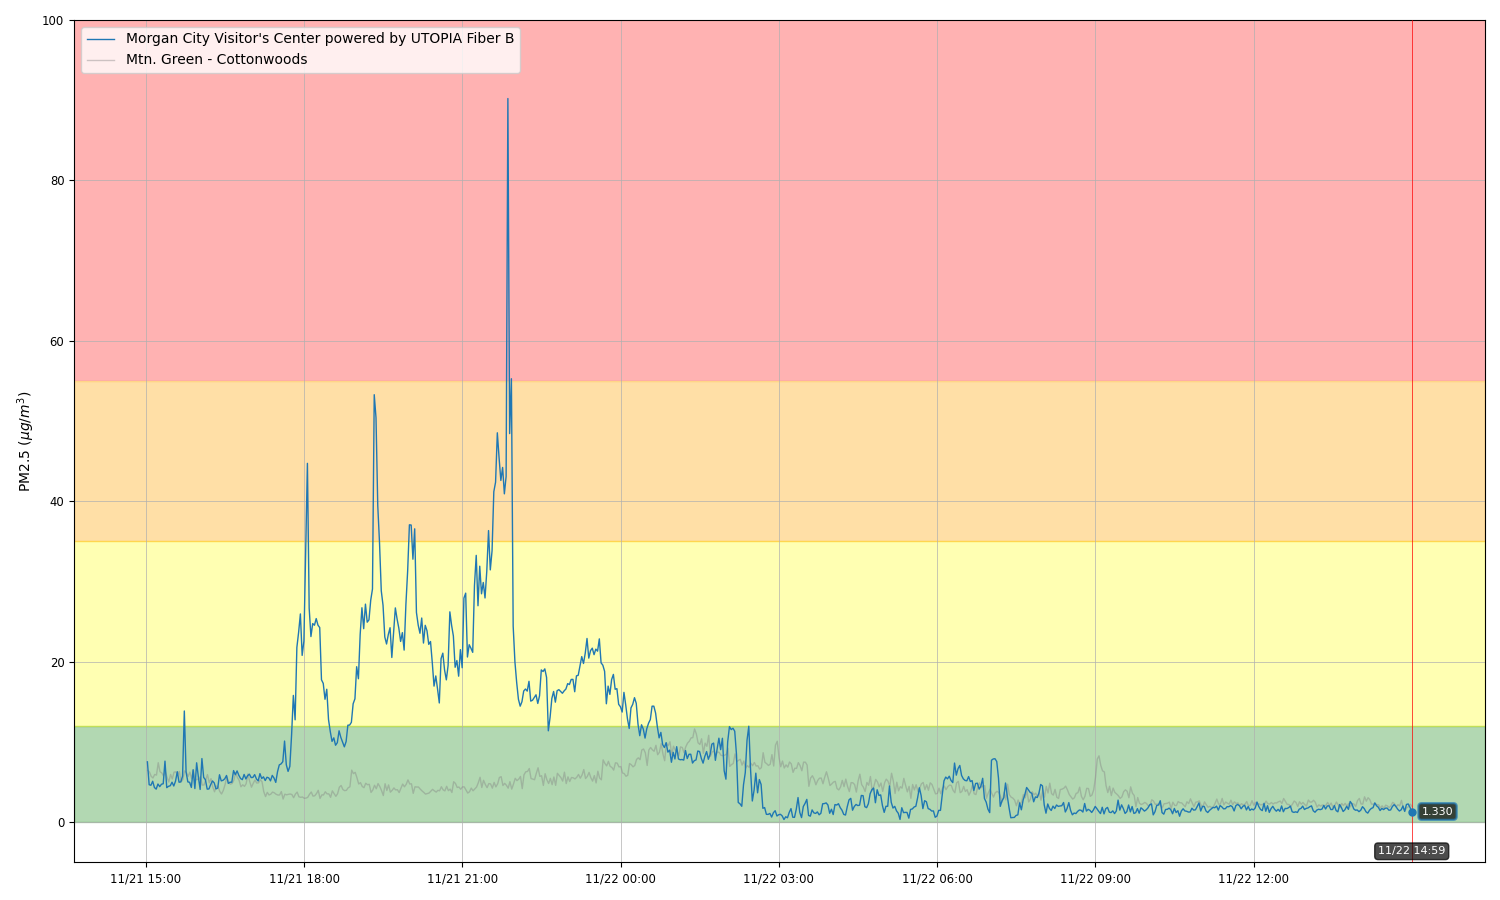 100
80
60
40
20
0
PM2.5 (μg/m³)
Morgan City Visitor's Center powered by UTOPIA Fiber B
Mtn. Green - Cottonwoods
1.330
11/22 14:59
11/21 15:00 11/21 18:00 11/21 21:00 11/22 00:00 11/22 03:00 11/22 06:00 11/22 09:00 11/22 12:00